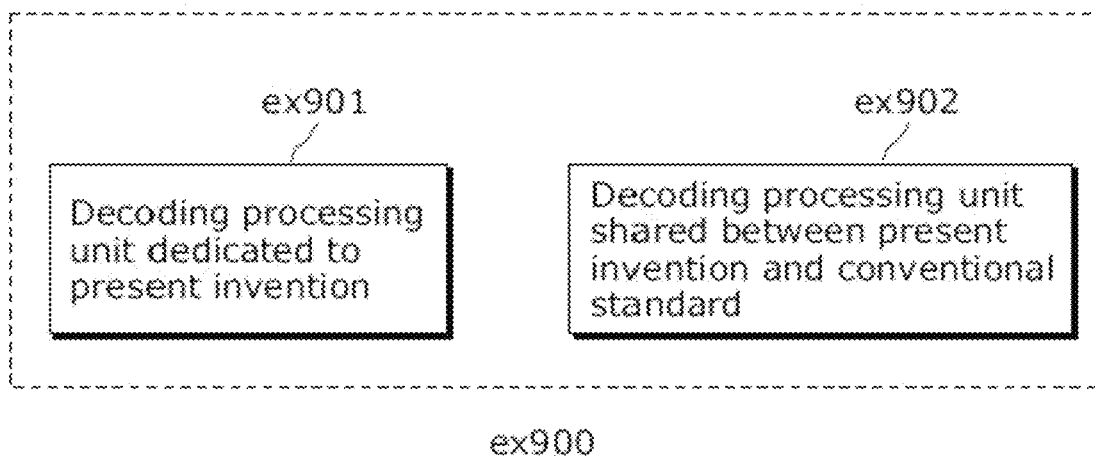 ex901
ex902
Decoding processing
unit dedicated to
present invention
Decoding processing unit
shared between present
invention and conventional
standard
ex900